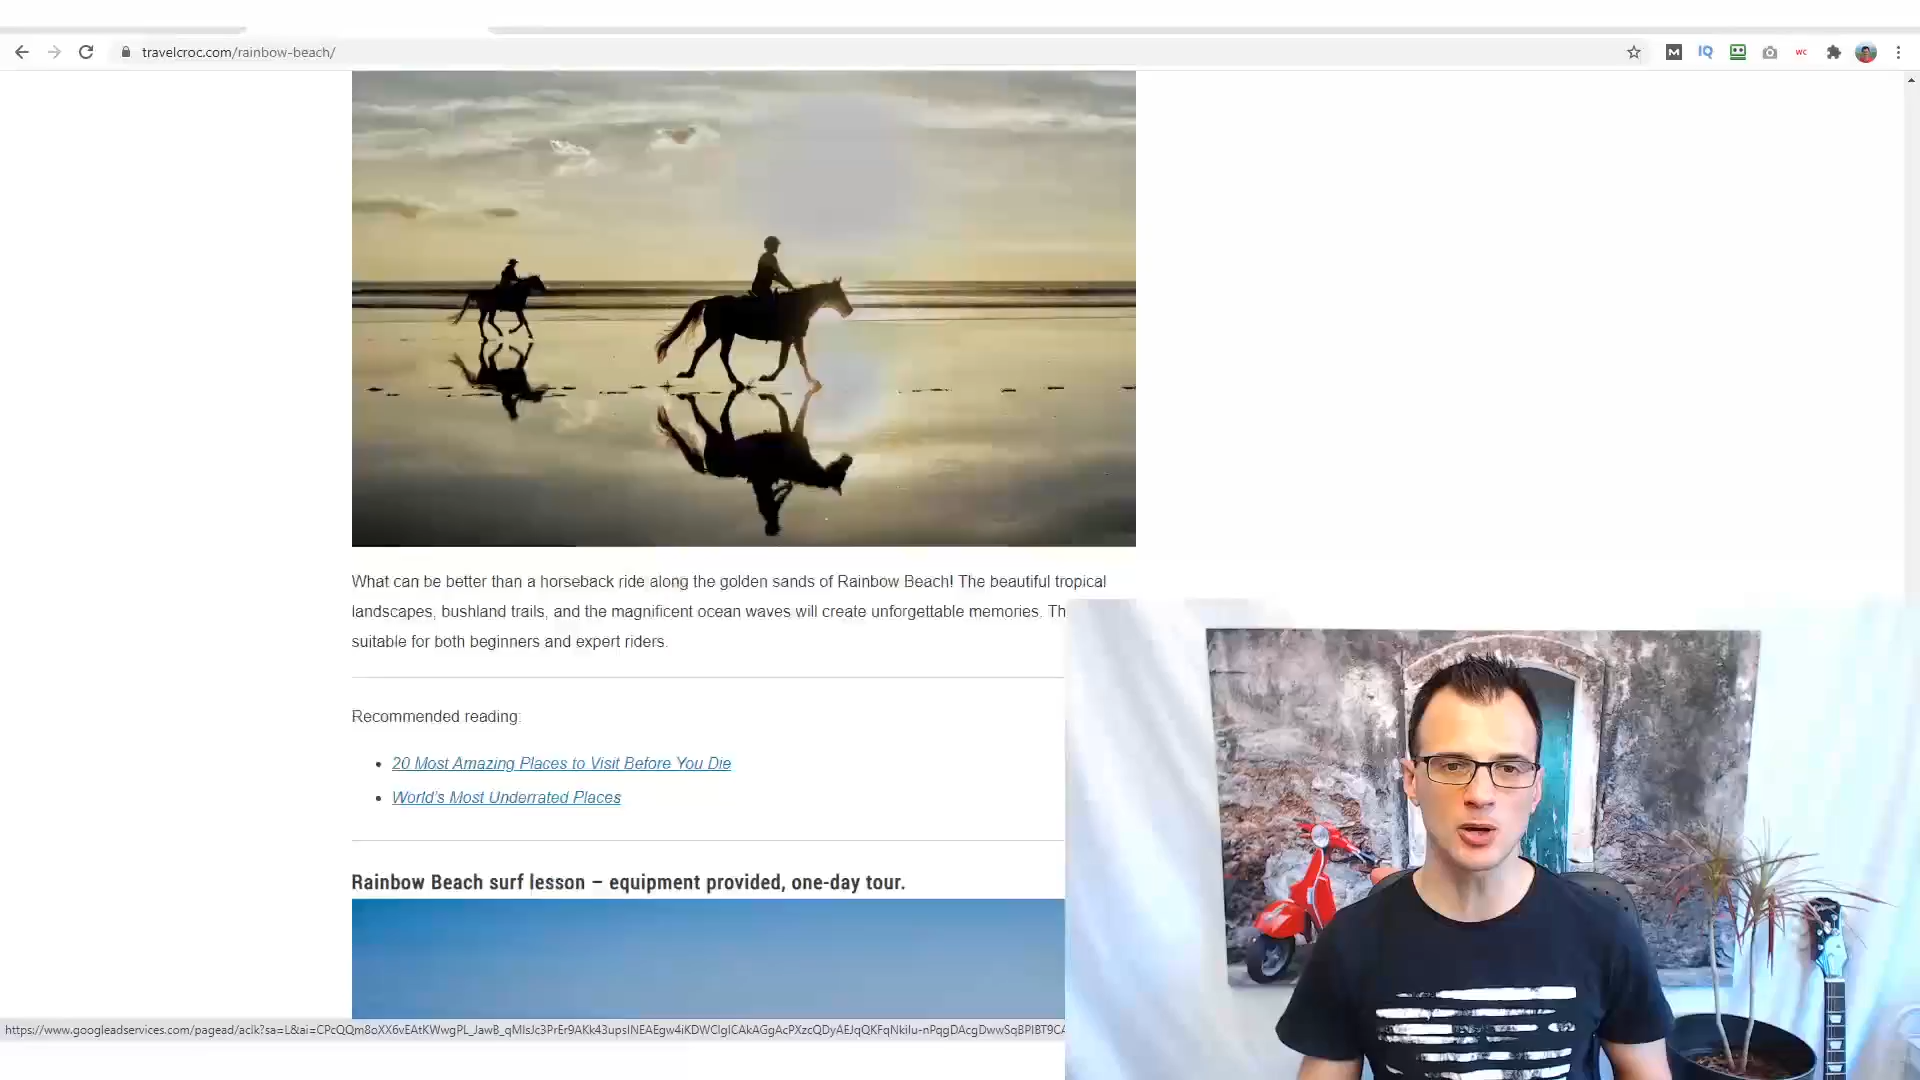 travelcroc.com/rainbow-beach/
M
IQ
WC
What can be better than a horseback ride along the golden sands of Rainbow Beach! The beautiful tropical
landscapes, bushland trails, and the magnificent ocean waves will create unforgettable memories. Th
suitable for both beginners and expert riders.
Recommended reading:
20 Most Amazing Places to Visit Before You Die
World's Most Underrated Places
Rainbow Beach surf lesson – equipment provided, one-day tour.